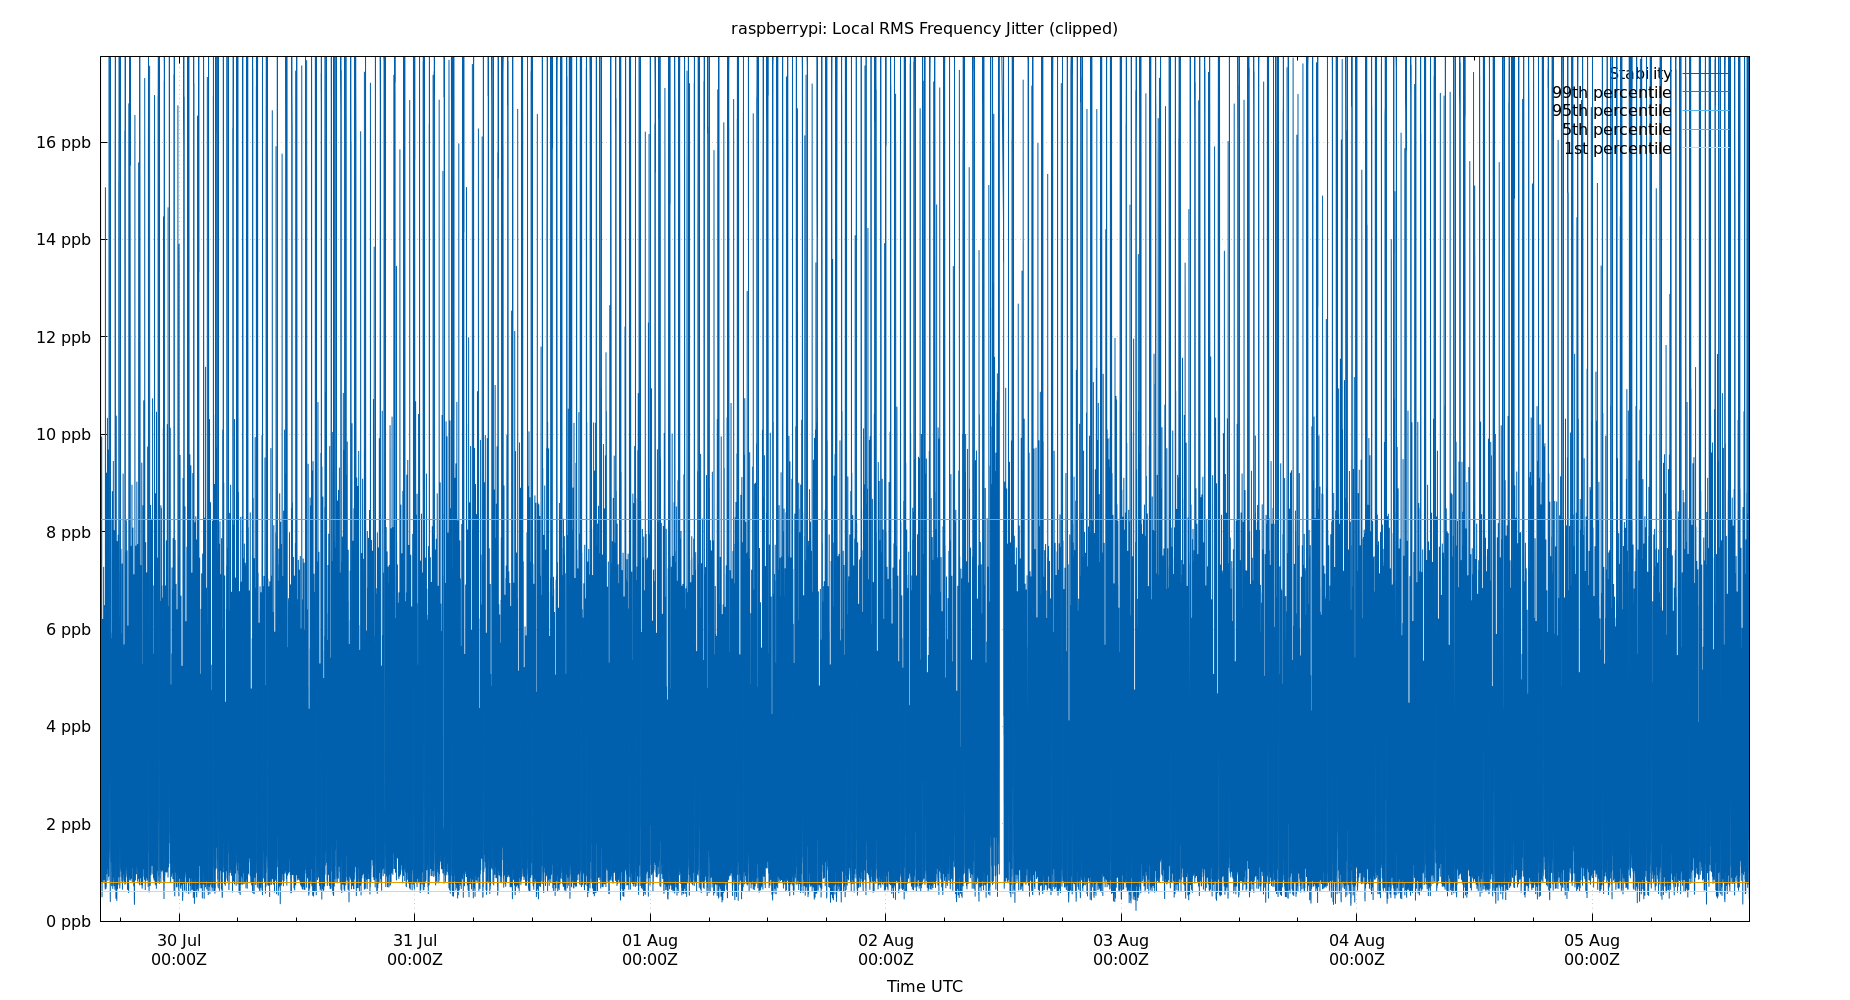 raspberrypi: Local RMS Frequency Jitter (clipped)
Stability
99th percentile
95th percentile
5th percentile
1st percentile
16 ppb
14 ppb
12 ppb
10 ppb
8 ppb
6 ppb
4 ppb
2 ppb
0 ppb
30 Jul 31 Jul 01 Aug 02 Aug 03 Aug 04 Aug 05 Aug
00:00Z 00:00Z 00:00Z 00:00Z 00:00Z 00:00Z 00:00Z
Time UTC